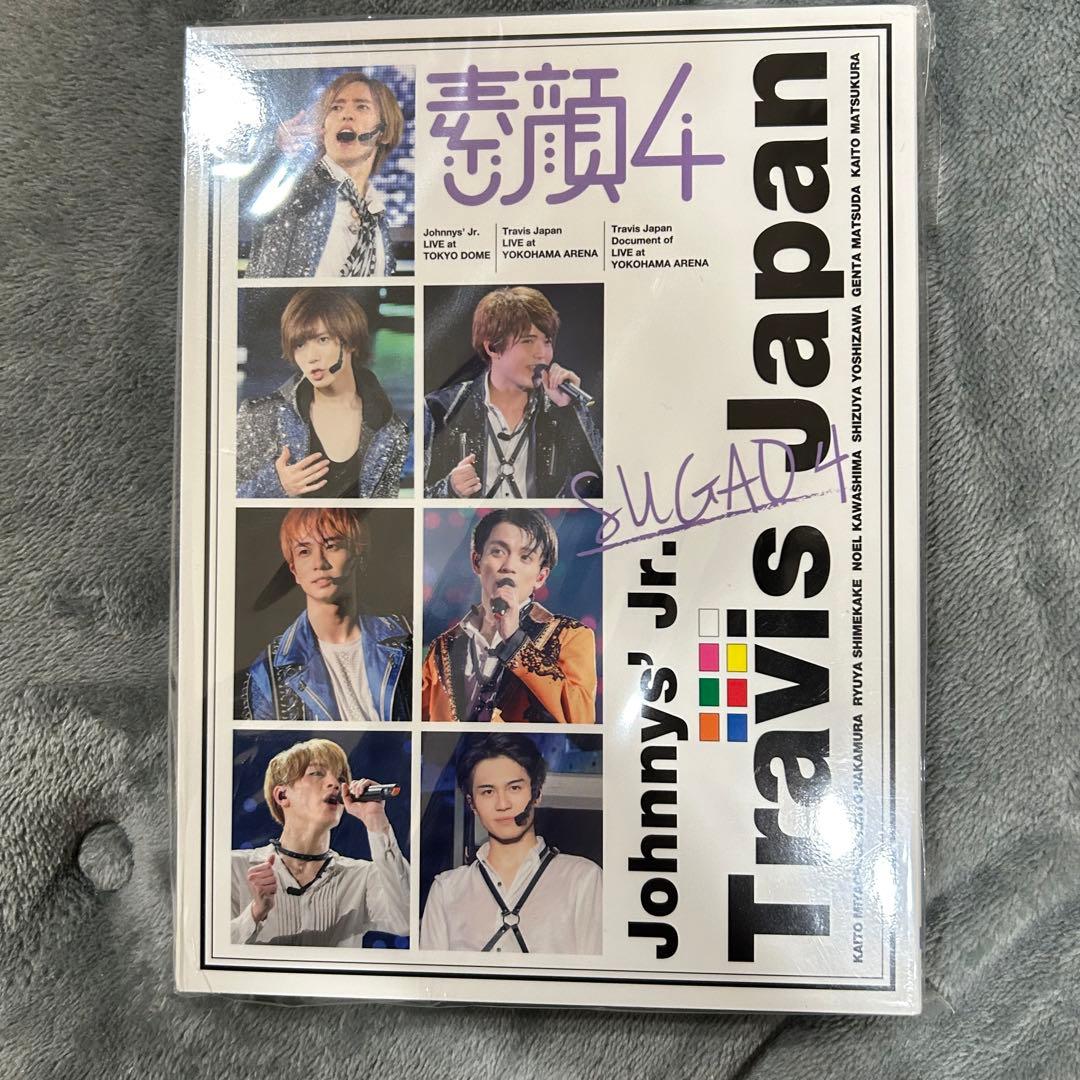 素顔4
Johnnys' Jr.
LIVE at
TOKYO DOME
Travis Japan
LIVE at
YOKOHAMA ARENA
Travis Japan
Document of
LIVE at
YOKOHAMA ARENA
SUGAO4
Johnnys' Jr.
Travis Japan
KAITO NAKAMURA RYUYA SHIMEKAKE NOEL KAWASHIMA SHIZUYA YOSHIZAWA GENTA MATSUDA KAITO MATSUKURA